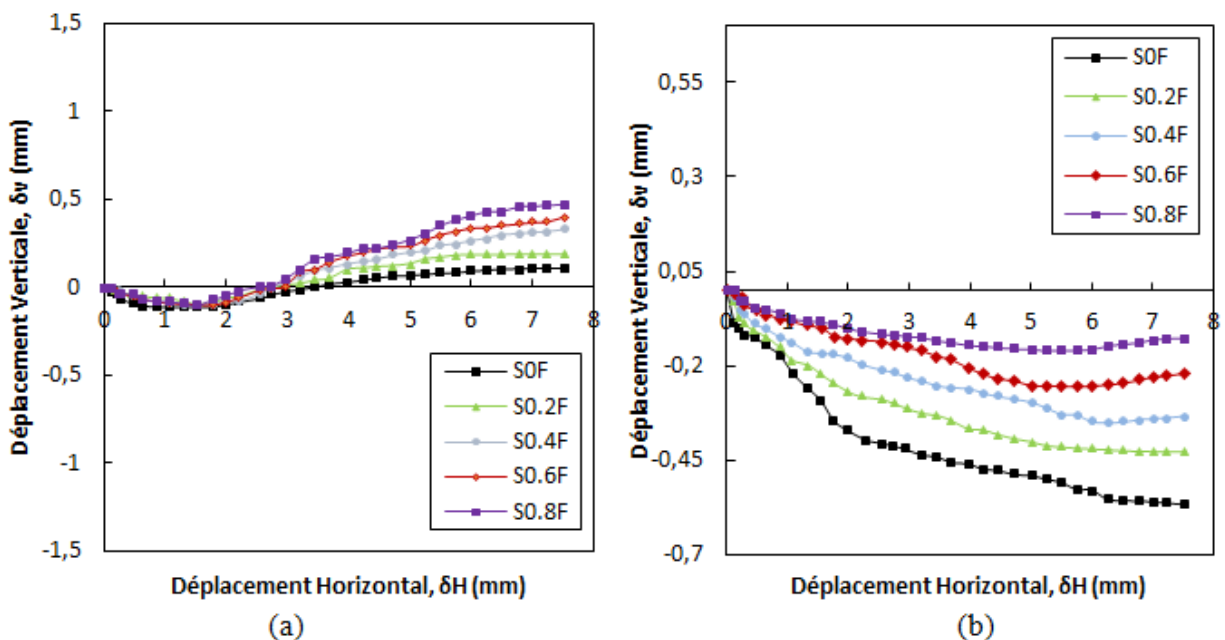 1,5
1
0,5
0
-0,5
-1
-1,5
0 1 2 3 4 5 6 7 8
Déplacement Verticale, δv (mm)
Déplacement Horizontal, δH (mm)
S0F
S0.2F
S0.4F
S0.6F
S0.8F
(a)
0,55
0,3
0,05
-0,2
-0,45
-0,7
0 1 2 3 4 5 6 7 8
Déplacement Verticale, δv (mm)
Déplacement Horizontal, δH (mm)
S0F
S0.2F
S0.4F
S0.6F
S0.8F
(b)